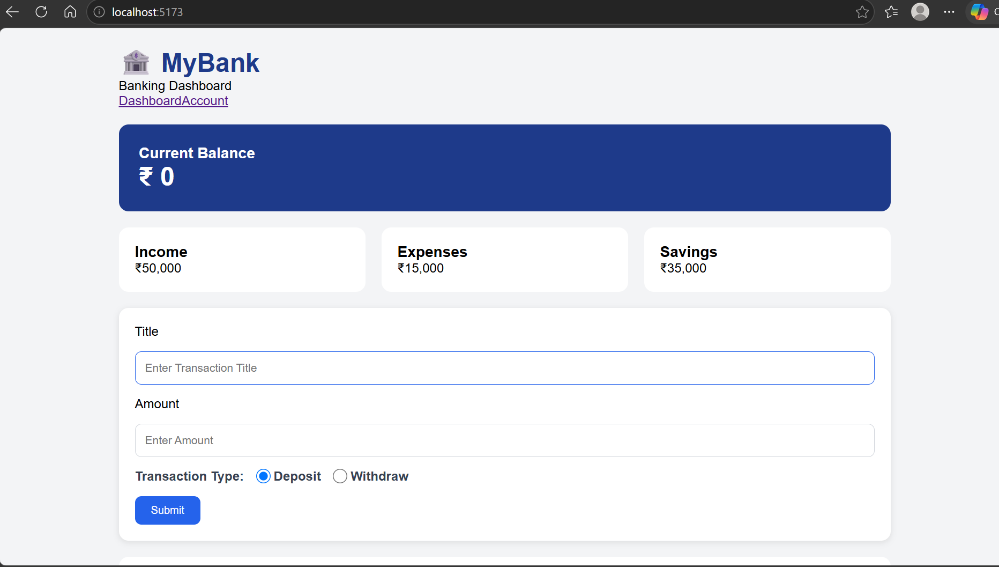 localhost:5173
MyBank
Banking Dashboard
DashboardAccount
Current Balance
₹ 0
Income
₹50,000
Expenses
₹15,000
Savings
₹35,000
Title
Enter Transaction Title
Amount
Enter Amount
Transaction Type: Deposit Withdraw
Submit